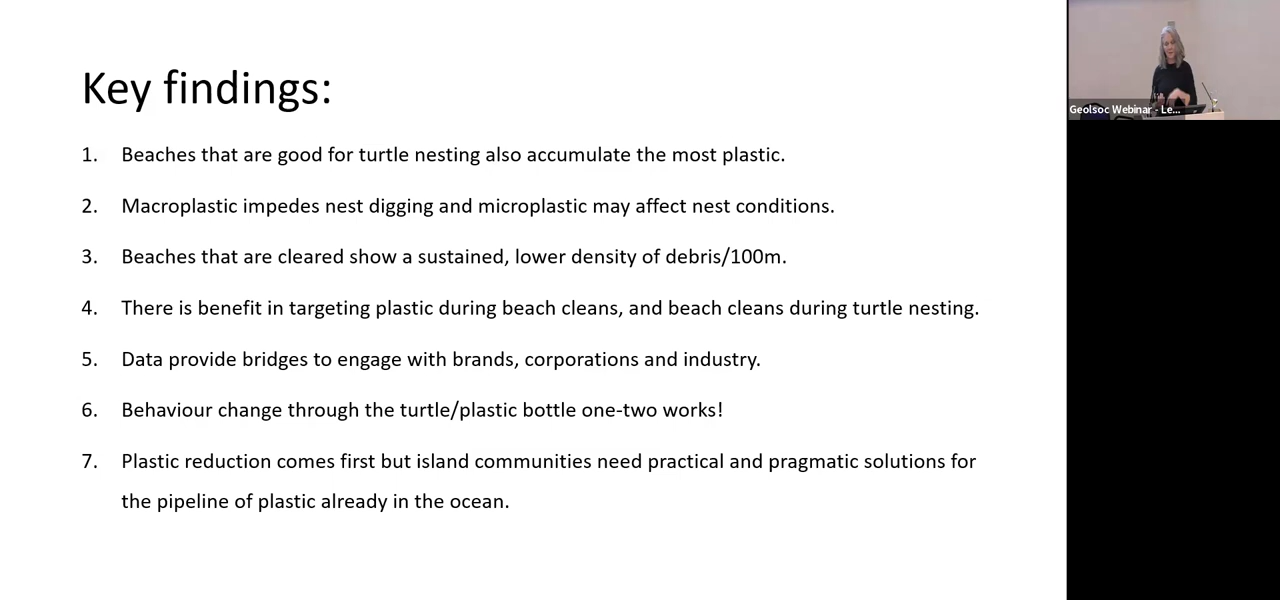 Key findings:
1. Beaches that are good for turtle nesting also accumulate the most plastic.
2. Macroplastic impedes nest digging and microplastic may affect nest conditions.
3. Beaches that are cleared show a sustained, lower density of debris/100m.
4. There is benefit in targeting plastic during beach cleans, and beach cleans during turtle nesting.
5. Data provide bridges to engage with brands, corporations and industry.
6. Behaviour change through the turtle/plastic bottle one-two works!
7. Plastic reduction comes first but island communities need practical and pragmatic solutions for
the pipeline of plastic already in the ocean.
Geolsoc Webinar - Le...